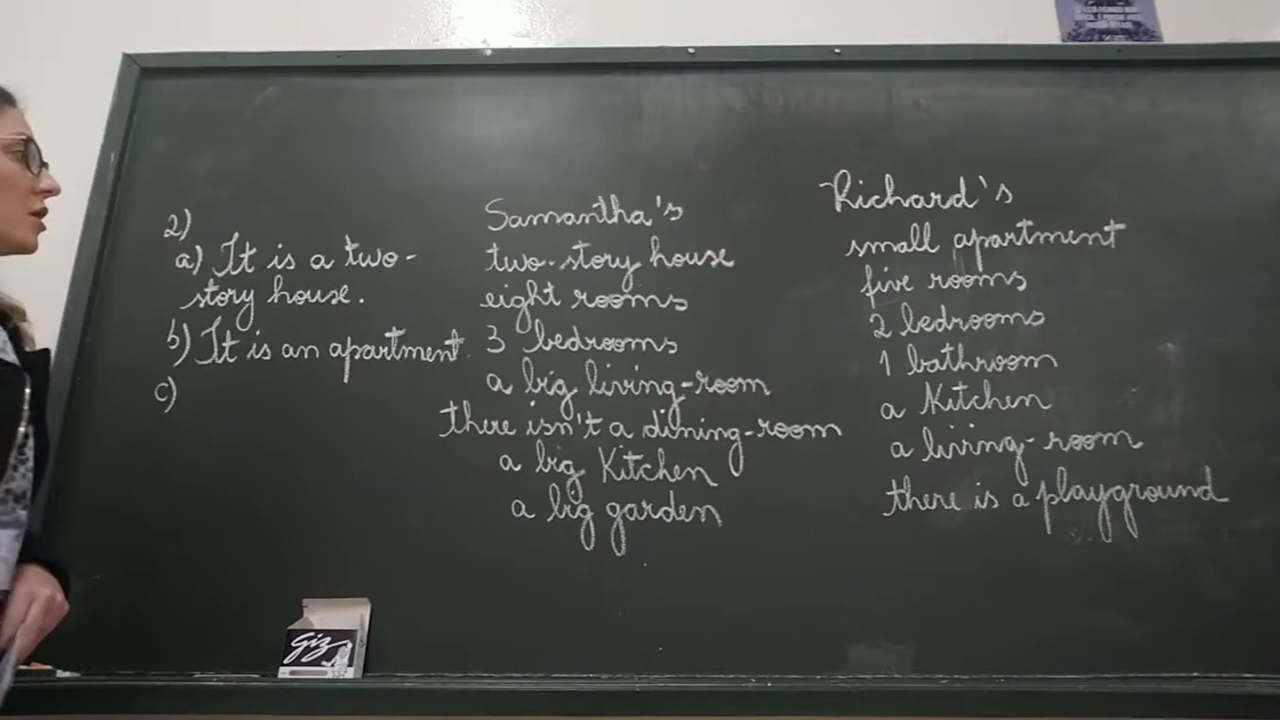 2)
a) It is a two-
story house.
b) It is an apartment.
c)
Samantha's
two-story house
eight rooms
3 bedrooms
a big living-room
there isn't a dining-room
a big Kitchen
a big garden
Richard's
small apartment
five rooms
2 bedrooms
1 bathroom
a Kitchen
a living-room
there is a playground
Giz